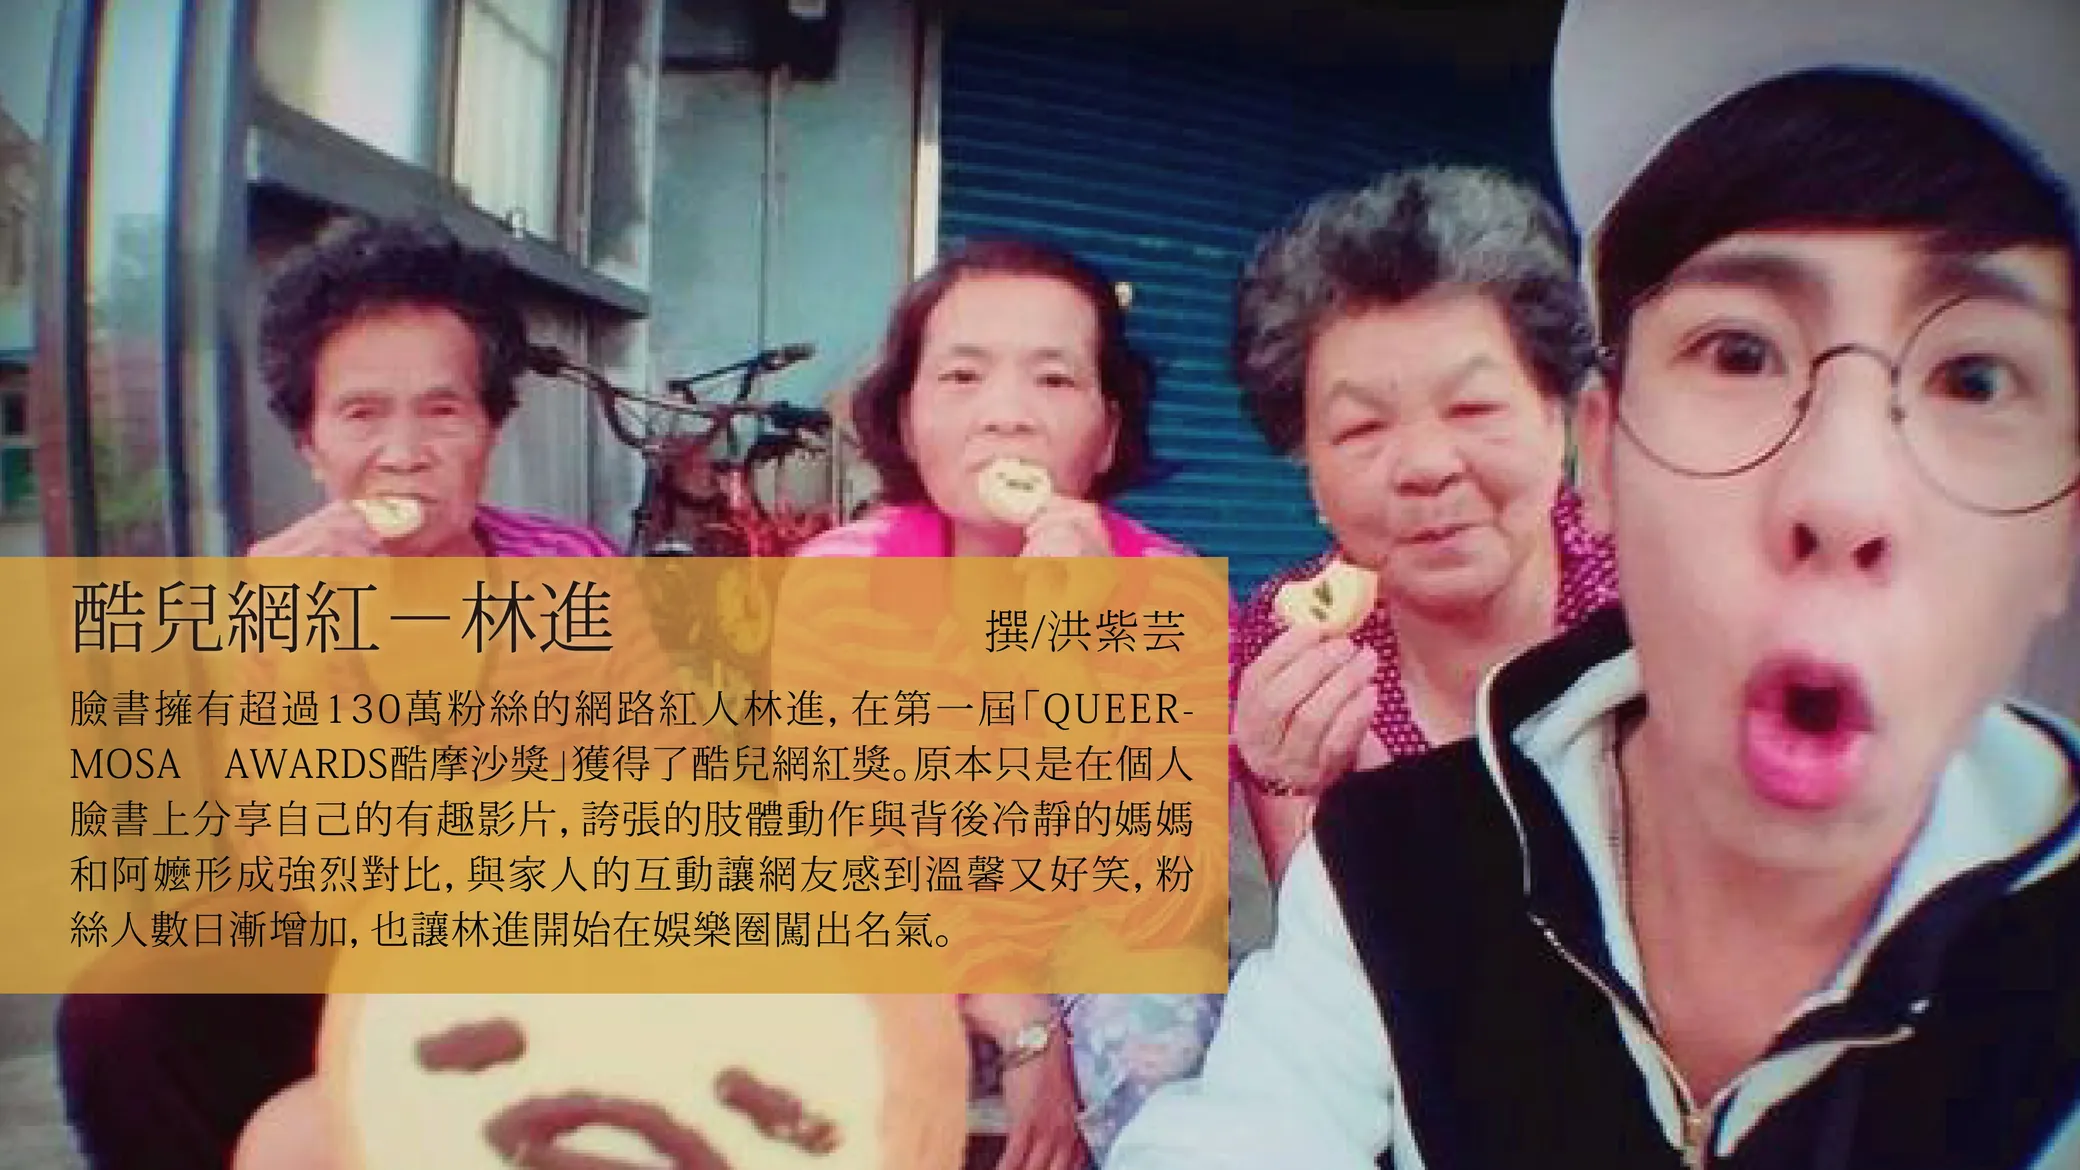 酷兒網紅－林進
撰/洪紫芸
臉書擁有超過130萬粉絲的網路紅人林進，在第一屆「QUEER-
MOSA　AWARDS酷摩沙獎」獲得了酷兒網紅獎。原本只是在個人
臉書上分享自己的有趣影片，誇張的肢體動作與背後冷靜的媽媽
和阿嬤形成強烈對比，與家人的互動讓網友感到溫馨又好笑，粉
絲人數日漸增加，也讓林進開始在娛樂圈闖出名氣。